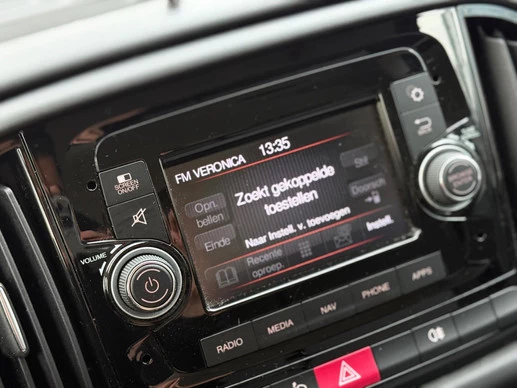 FM VERONICA 13:35
SCREEN
ON/OFF
Opn.
bellen
Zoekt gekoppelde
toestellen
Stil
Einde
Naar Instell. v. toevoegen
Recente
oproep.
Instell.
VOLUME
RADIO MEDIA NAV PHONE APPS